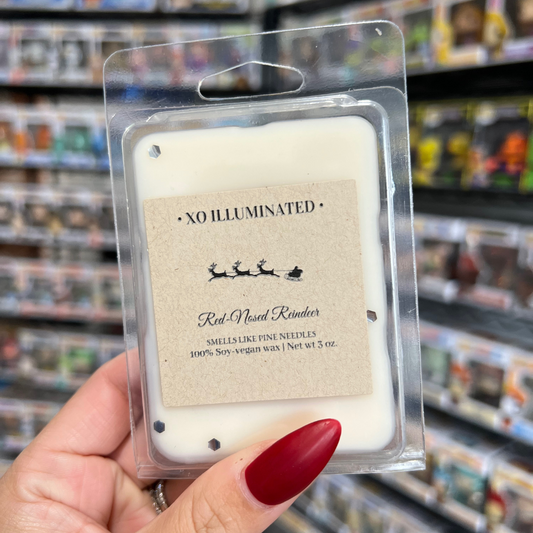 • XO ILLUMINATED •
Red-Nosed Reindeer
SMELLS LIKE PINE NEEDLES
100% Soy-vegan wax | Net wt 3 oz.